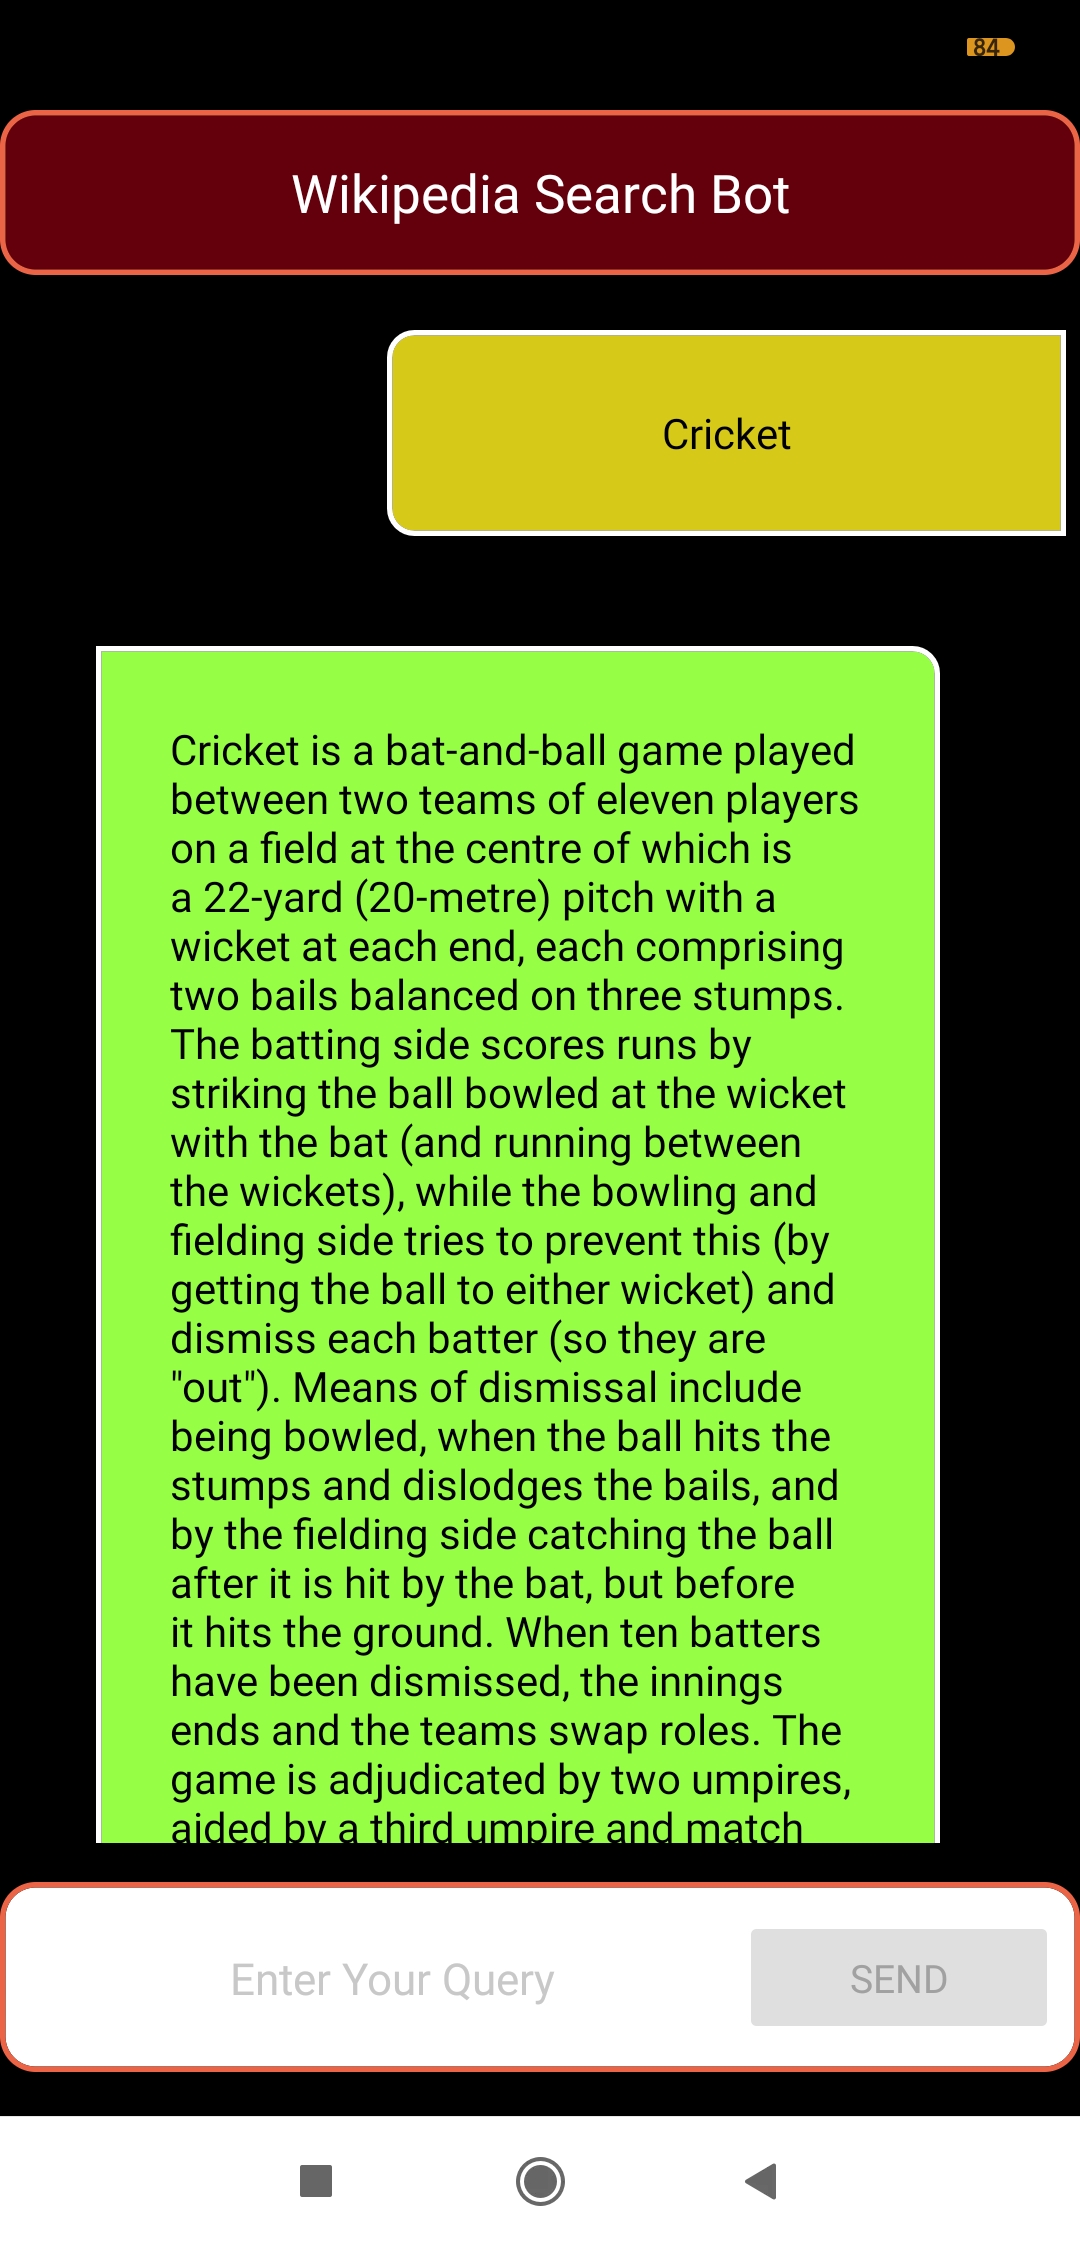 84
Wikipedia Search Bot
Cricket
Cricket is a bat-and-ball game played
between two teams of eleven players
on a field at the centre of which is
a 22-yard (20-metre) pitch with a
wicket at each end, each comprising
two bails balanced on three stumps.
The batting side scores runs by
striking the ball bowled at the wicket
with the bat (and running between
the wickets), while the bowling and
fielding side tries to prevent this (by
getting the ball to either wicket) and
dismiss each batter (so they are
"out"). Means of dismissal include
being bowled, when the ball hits the
stumps and dislodges the bails, and
by the fielding side catching the ball
after it is hit by the bat, but before
it hits the ground. When ten batters
have been dismissed, the innings
ends and the teams swap roles. The
game is adjudicated by two umpires,
aided by a third umpire and match
Enter Your Query
SEND